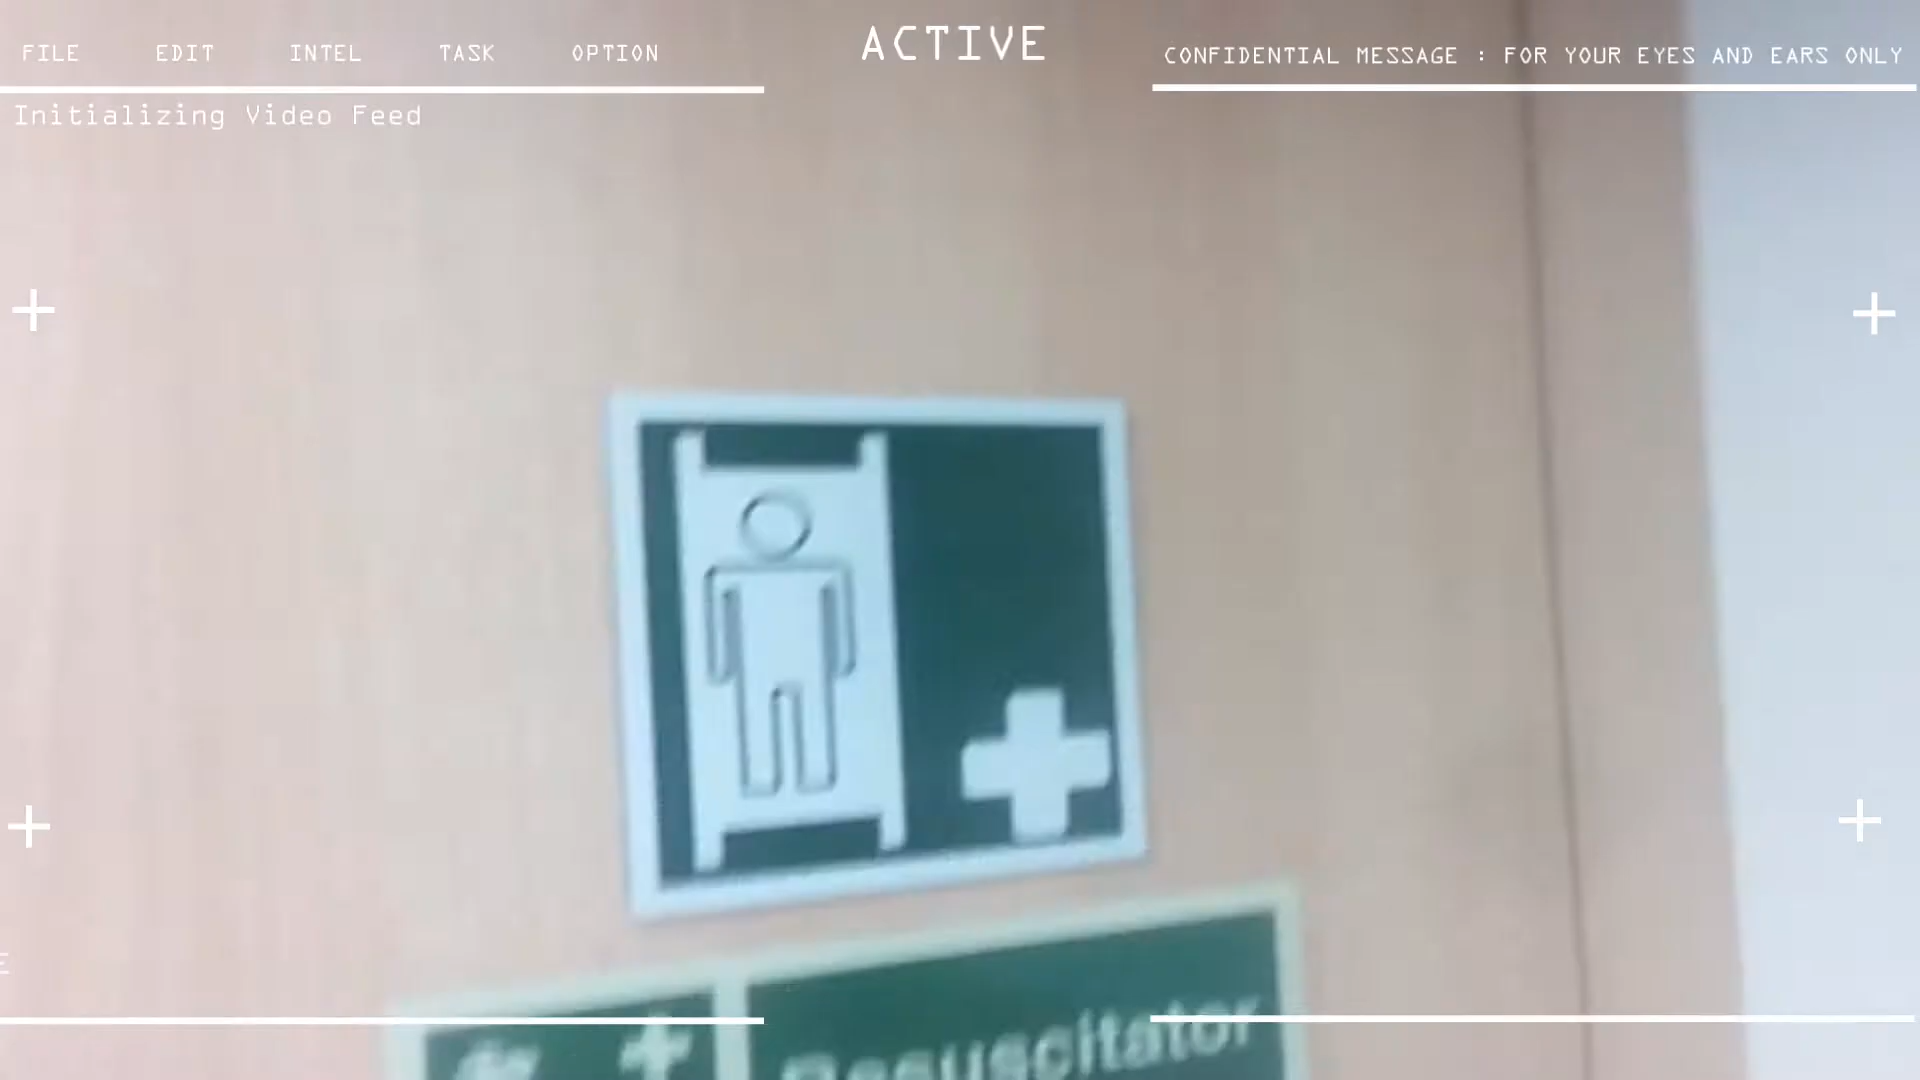 FILE EDIT INTEL TASK OPTION
ACTIVE
CONFIDENTIAL MESSAGE : FOR YOUR EYES AND EARS ONLY
Initializing Video Feed
E
Resuscitator